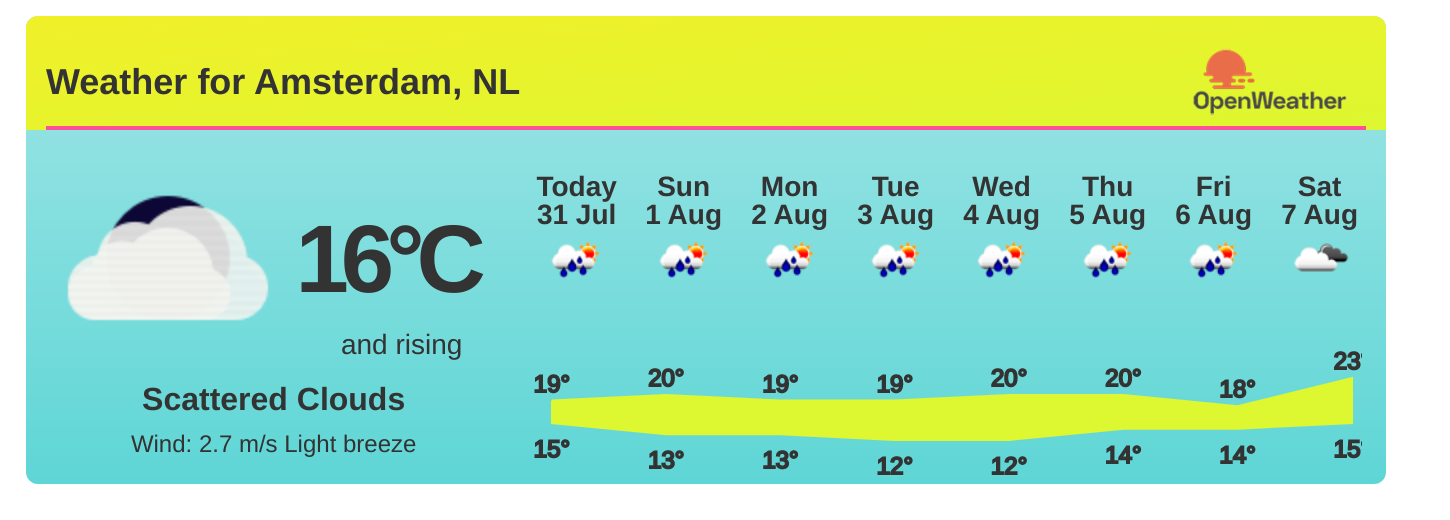 Weather for Amsterdam, NL
OpenWeather
Today Sun Mon Tue Wed Thu Fri Sat
31 Jul 1 Aug 2 Aug 3 Aug 4 Aug 5 Aug 6 Aug 7 Aug
16°C
and rising
Scattered Clouds
Wind: 2.7 m/s Light breeze
19° 20° 19° 19° 20° 20° 18° 23°
15° 13° 13° 12° 12° 14° 14° 15°